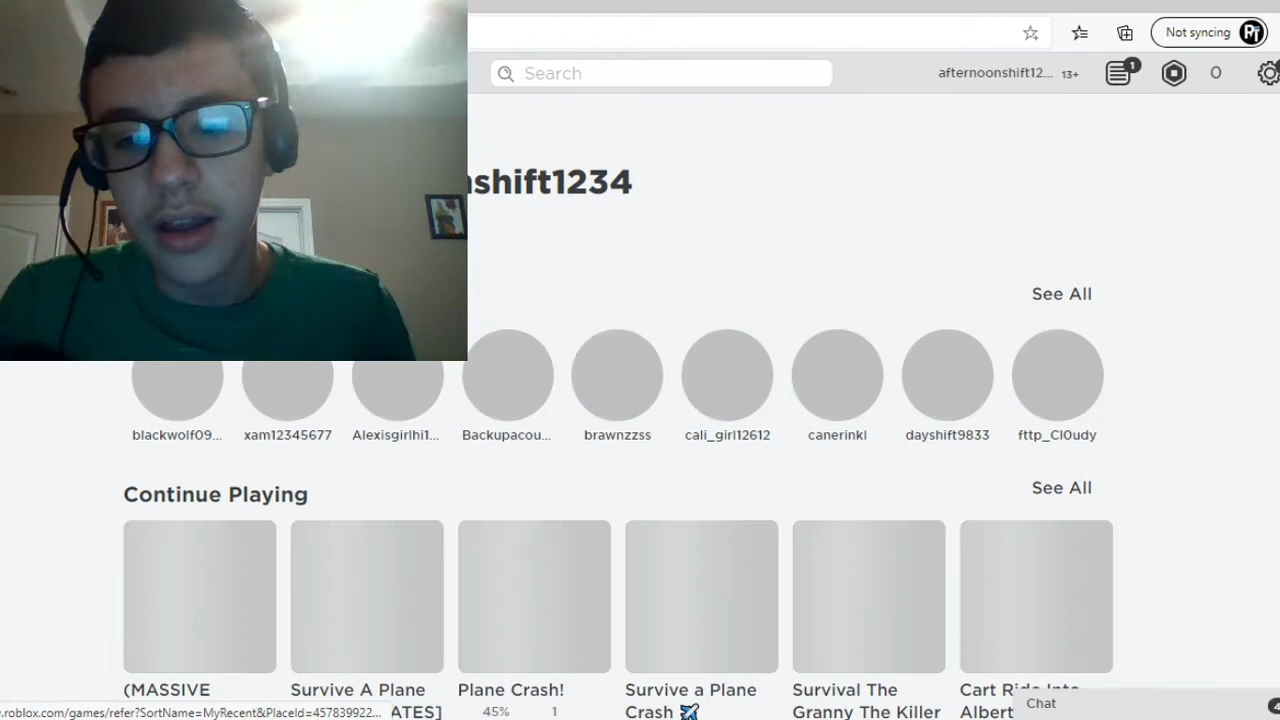 Not syncing
Search
afternoonshift12... 13+
1
0
shift1234
See All
blackwolf09... xam12345677 Alexisgirlhi1... Backupacou... brawnzzss cali_girl12612 canerinkl dayshift9833 fttp_Cl0udy
Continue Playing
See All
(MASSIVE
Survive A Plane
ATES]
Plane Crash!
45% 1
Survive a Plane
Crash ✈️
Survival The
Granny The Killer
Cart Ride Into
Albert
Chat
.roblox.com/games/refer?SortName=MyRecent&PlaceId=457839922...